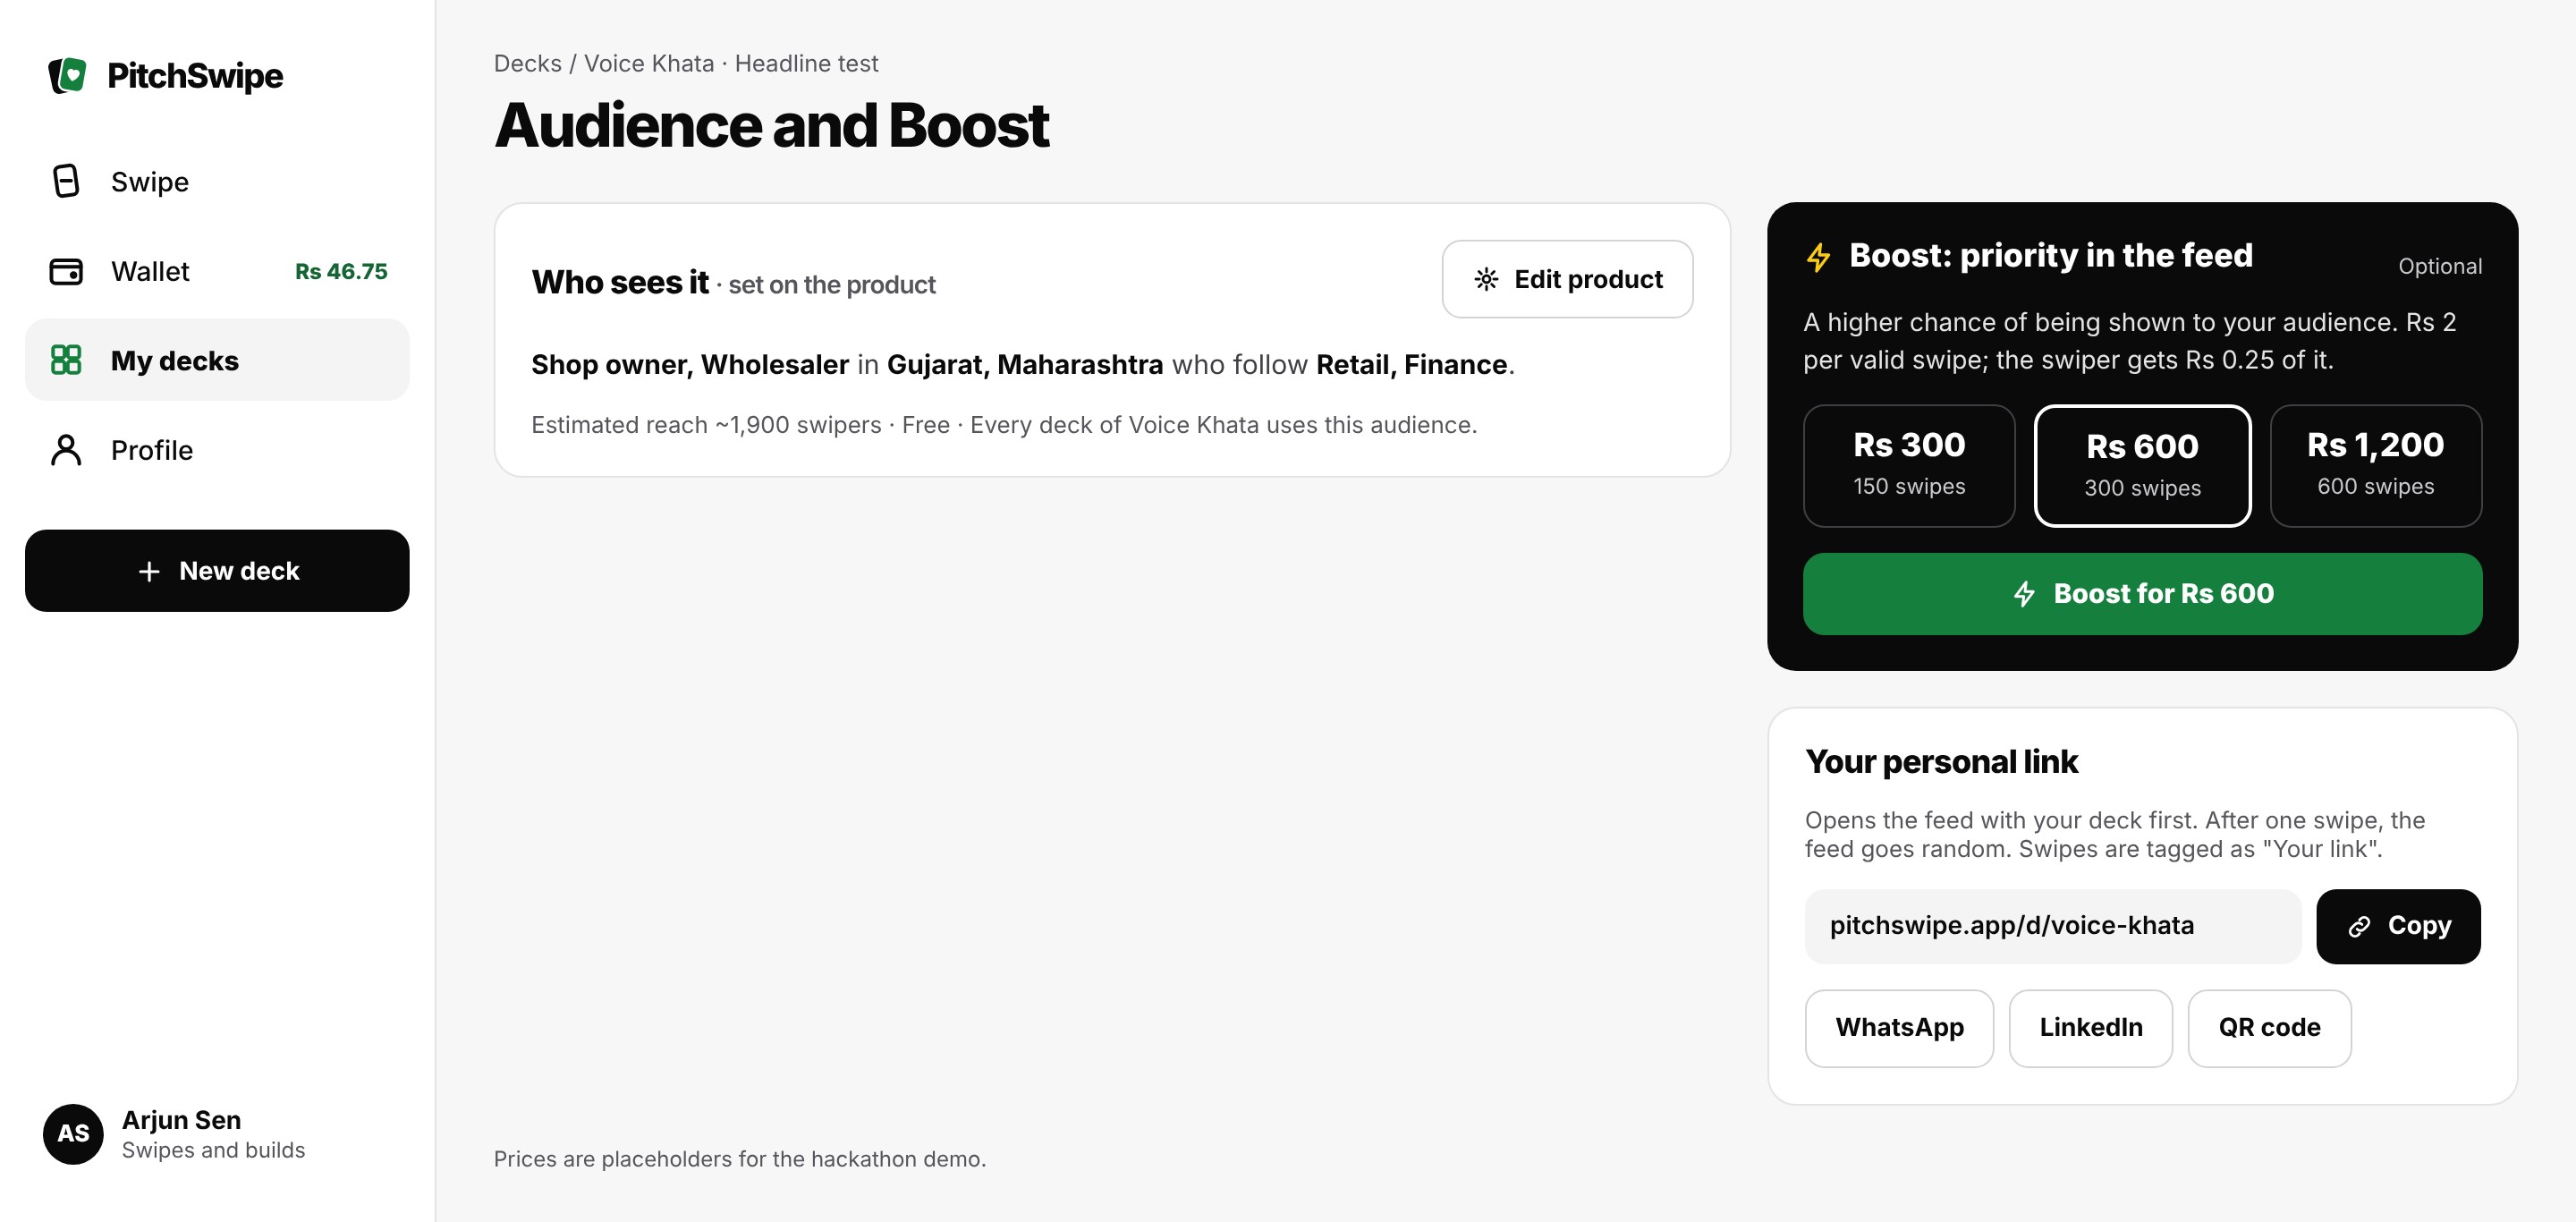 PitchSwipe
Swipe
Wallet Rs 46.75
My decks
Profile
+ New deck
AS
Arjun Sen
Swipes and builds
Decks / Voice Khata · Headline test
Audience and Boost
Who sees it · set on the product
Edit product
Shop owner, Wholesaler in Gujarat, Maharashtra who follow Retail, Finance.
Estimated reach ~1,900 swipers · Free · Every deck of Voice Khata uses this audience.
Boost: priority in the feed
Optional
A higher chance of being shown to your audience. Rs 2
per valid swipe; the swiper gets Rs 0.25 of it.
Rs 300
150 swipes
Rs 600
300 swipes
Rs 1,200
600 swipes
Boost for Rs 600
Your personal link
Opens the feed with your deck first. After one swipe, the
feed goes random. Swipes are tagged as "Your link".
pitchswipe.app/d/voice-khata
Copy
WhatsApp
LinkedIn
QR code
Prices are placeholders for the hackathon demo.